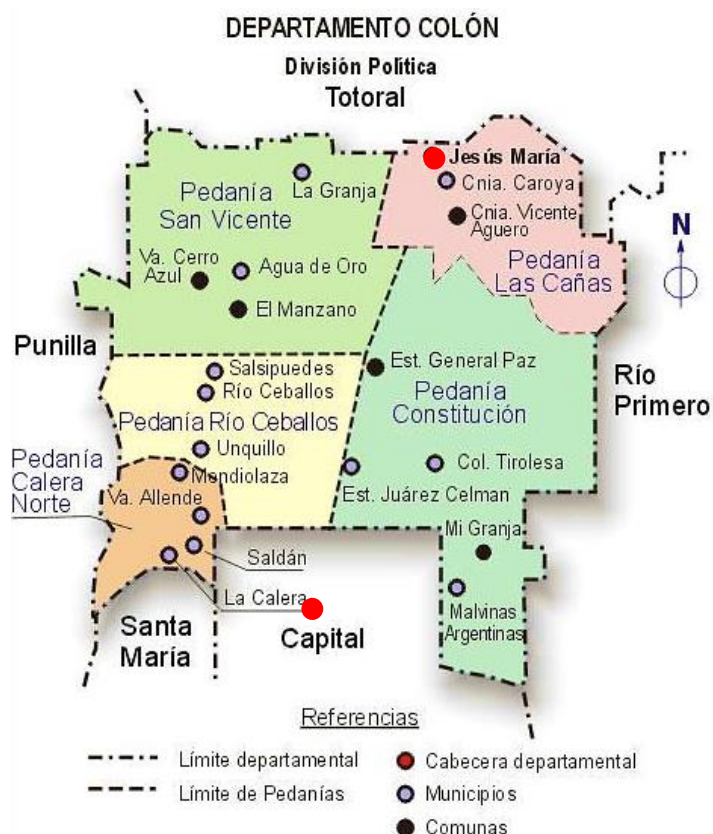 DEPARTAMENTO COLÓN
División Política
Totoral
Jesús María
Cnia. Caroya
Cnia. Vicente
Aguero
Pedanía
Las Cañas
Pedanía
San Vicente
La Granja
Va. Cerro
Azul
Agua de Oro
El Manzano
N
Punilla
Salsipuedes
Río Ceballos
Pedanía Río Ceballos
Unquillo
Mendiolaza
Est. General Paz
Pedanía
Constitución
Río
Primero
Pedanía
Calera
Norte
Va. Allende
Est. Juárez Celman
Col. Tirolesa
Mi Granja
Saldán
La Calera
Malvinas
Argentinas
Santa
María
Capital
Referencias
Límite departamental
Límite de Pedanías
Cabecera departamental
Municipios
Comunas